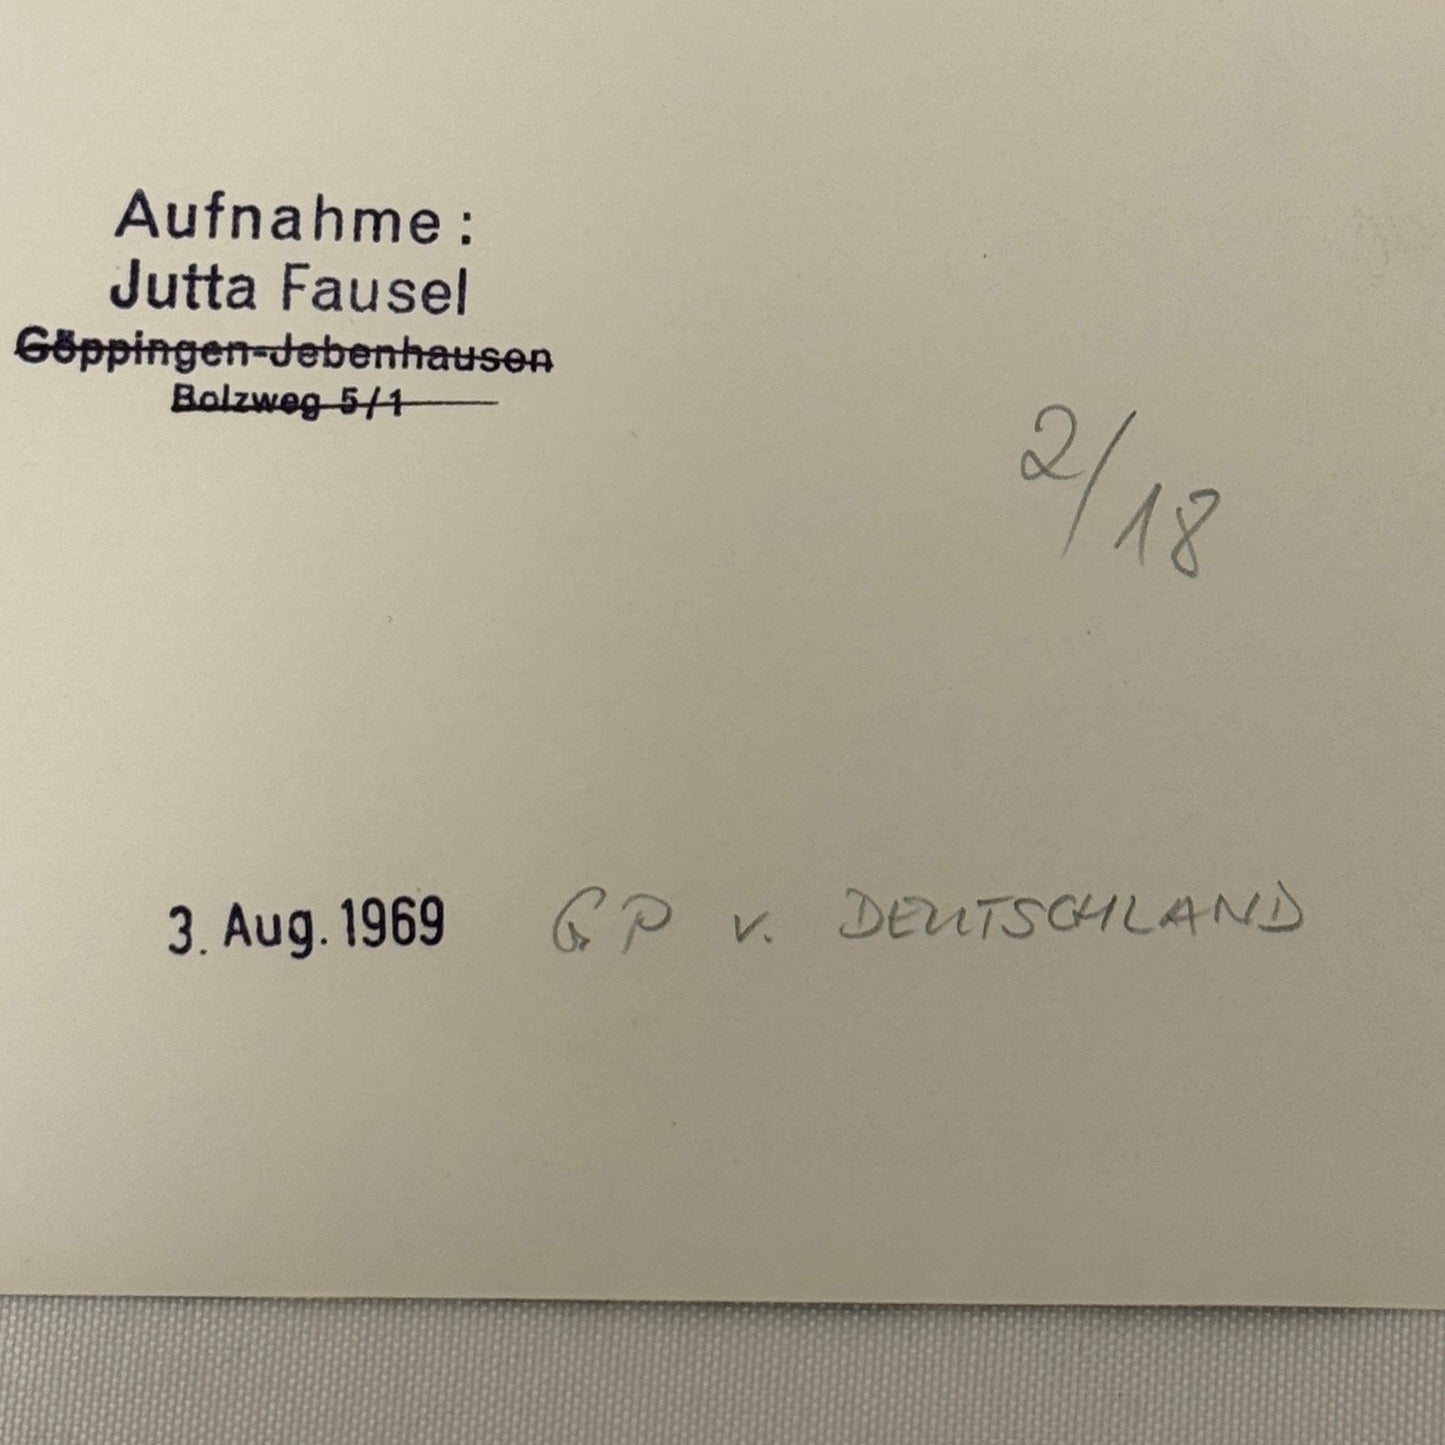 Aufnahme:
Jutta Fausel
Göppingen-Jebenhausen
Bolzweg 5/1
2/18
3. Aug. 1969 GP v. DEUTSCHLAND